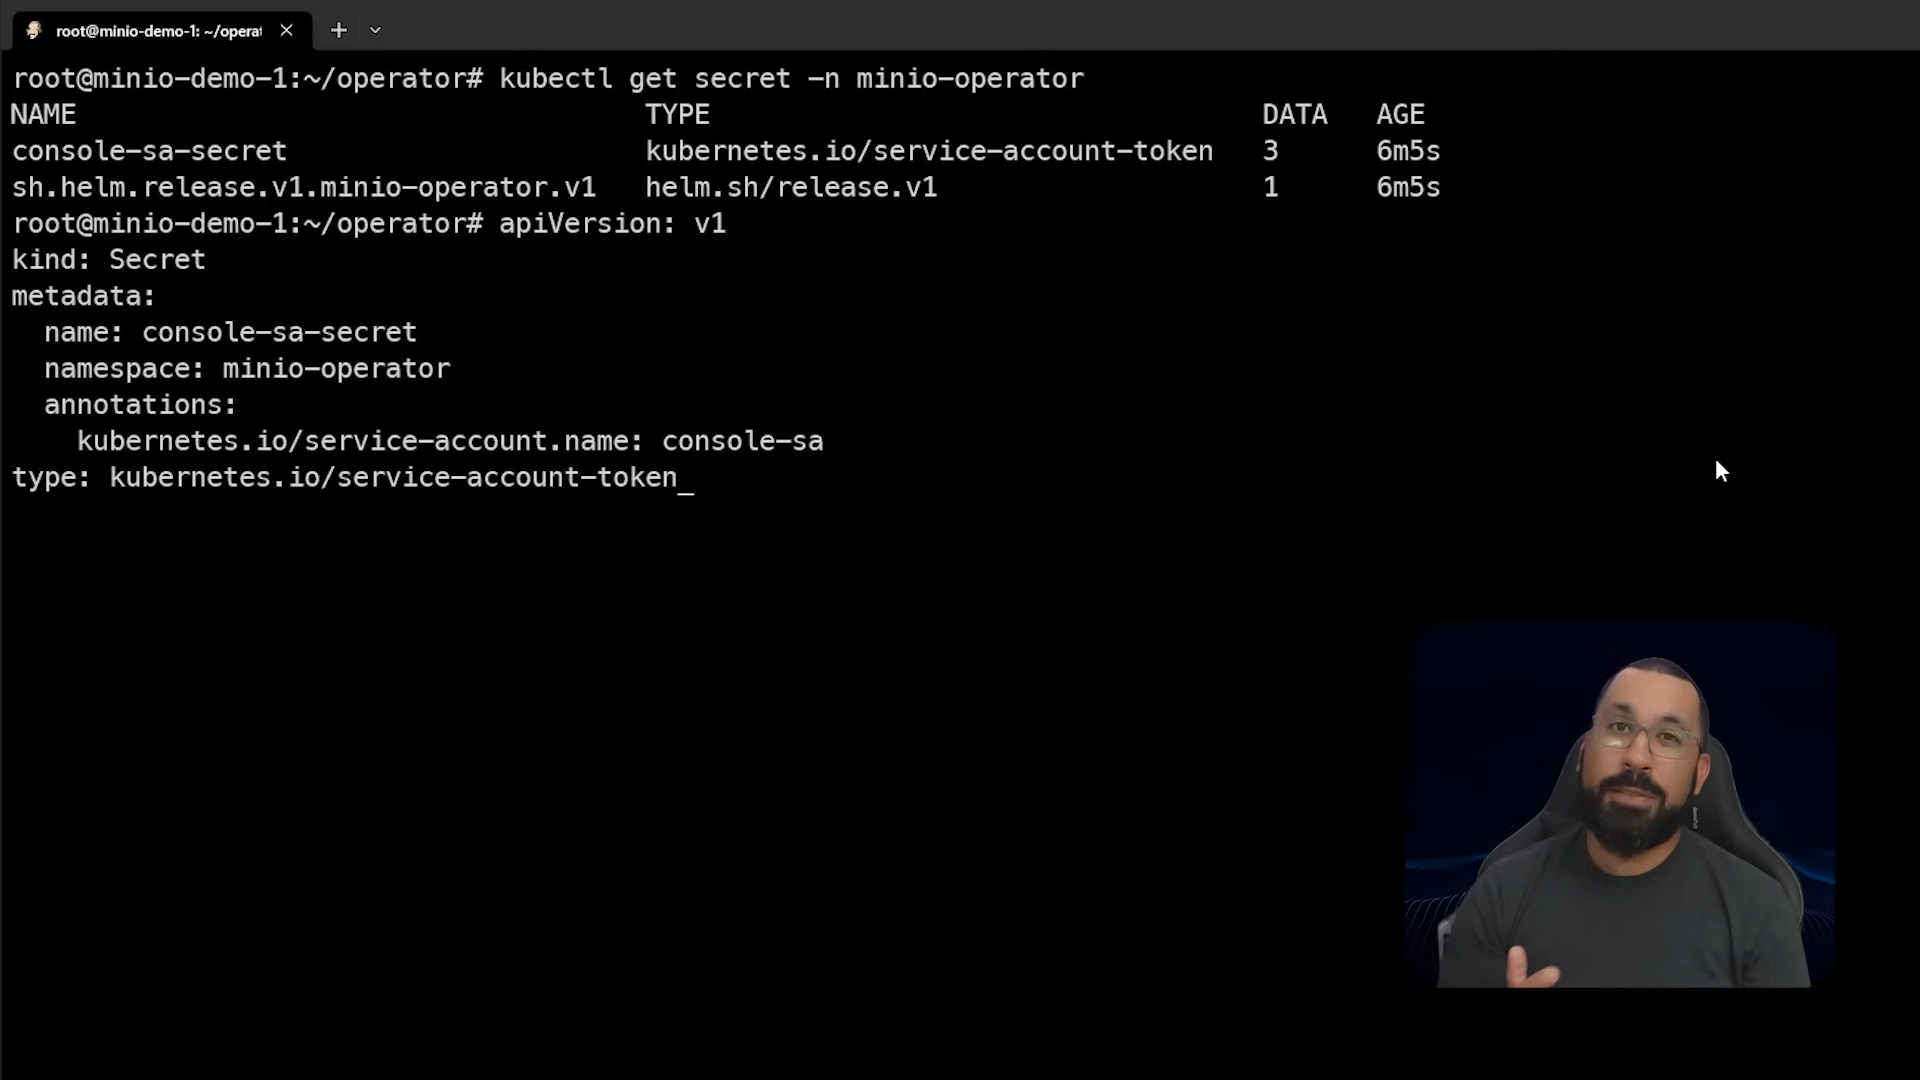 root@minio-demo-1: ~/operat
root@minio-demo-1:~/operator# kubectl get secret -n minio-operator
NAME TYPE DATA AGE
console-sa-secret kubernetes.io/service-account-token 3 6m5s
sh.helm.release.v1.minio-operator.v1 helm.sh/release.v1 1 6m5s
root@minio-demo-1:~/operator# apiVersion: v1
kind: Secret
metadata:
  name: console-sa-secret
  namespace: minio-operator
  annotations:
    kubernetes.io/service-account.name: console-sa
type: kubernetes.io/service-account-token_